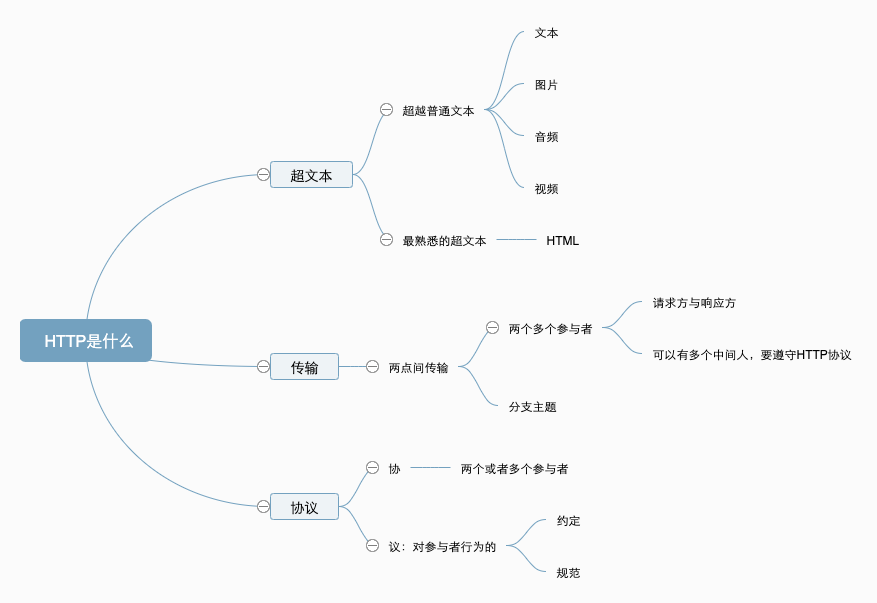 HTTP是什么
超文本
超越普通文本
文本
图片
音频
视频
最熟悉的超文本
HTML
传输
两点间传输
两个多个参与者
请求方与响应方
可以有多个中间人，要遵守HTTP协议
分支主题
协议
协
两个或者多个参与者
议：对参与者行为的
约定
规范